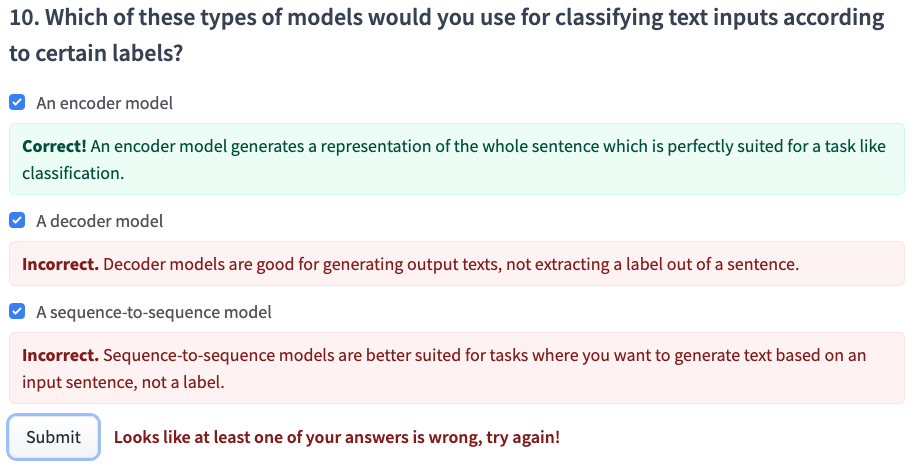 10. Which of these types of models would you use for classifying text inputs according
to certain labels?
An encoder model
Correct! An encoder model generates a representation of the whole sentence which is perfectly suited for a task like
classification.
A decoder model
Incorrect. Decoder models are good for generating output texts, not extracting a label out of a sentence.
A sequence-to-sequence model
Incorrect. Sequence-to-sequence models are better suited for tasks where you want to generate text based on an
input sentence, not a label.
Submit Looks like at least one of your answers is wrong, try again!